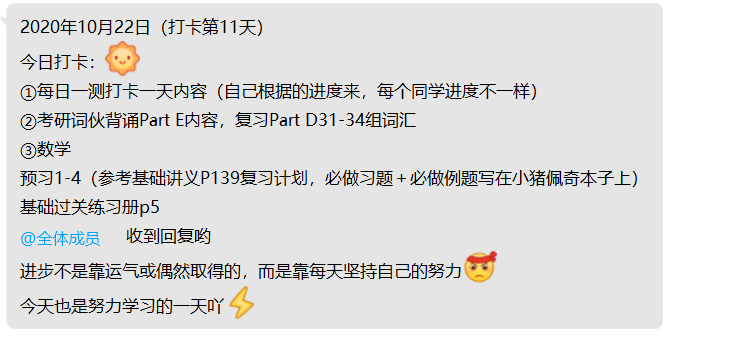 2020年10月22日（打卡第11天）
今日打卡：
①每日一测打卡一天内容（自己根据的进度来，每个同学进度不一样）
②考研词伙背诵Part E内容，复习Part D31-34组词汇
③数学
预习1-4（参考基础讲义P139复习计划，必做习题＋必做例题写在小猪佩奇本子上）
基础过关练习册p5
@全体成员 收到回复哟
进步不是靠运气或偶然取得的，而是靠每天坚持自己的努力
今天也是努力学习的一天吖